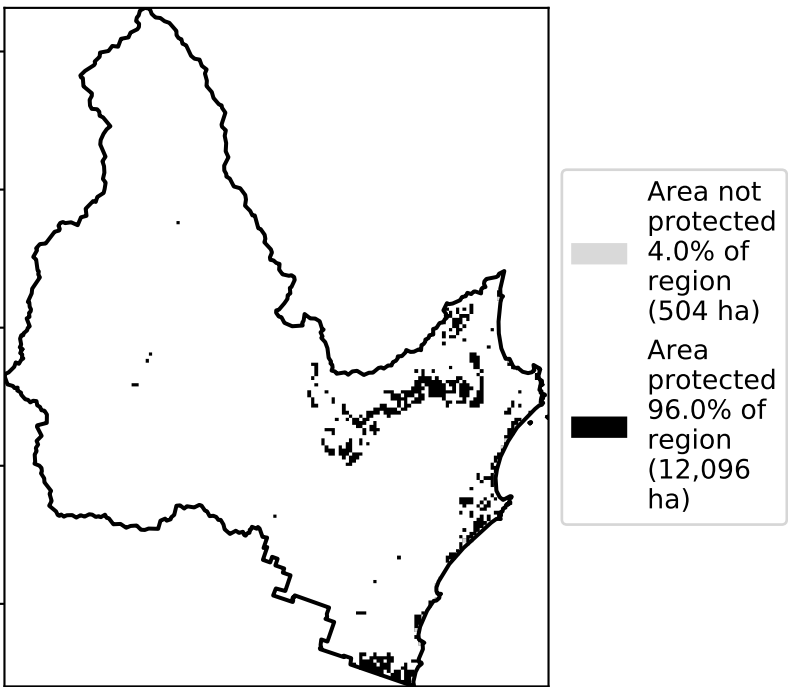 Area not
protected
4.0% of
region
(504 ha)
Area
protected
96.0% of
region
(12,096
ha)